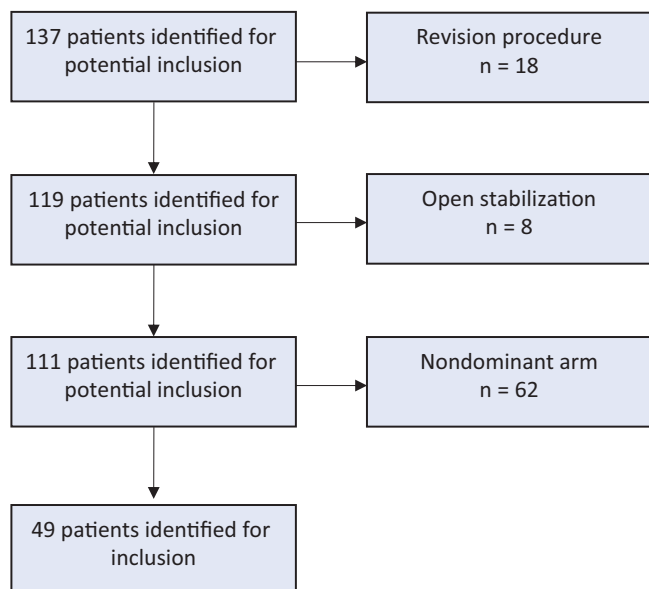 137 patients identified for
potential inclusion
Revision procedure
n = 18
119 patients identified for
potential inclusion
Open stabilization
n = 8
111 patients identified for
potential inclusion
Nondominant arm
n = 62
49 patients identified for
inclusion